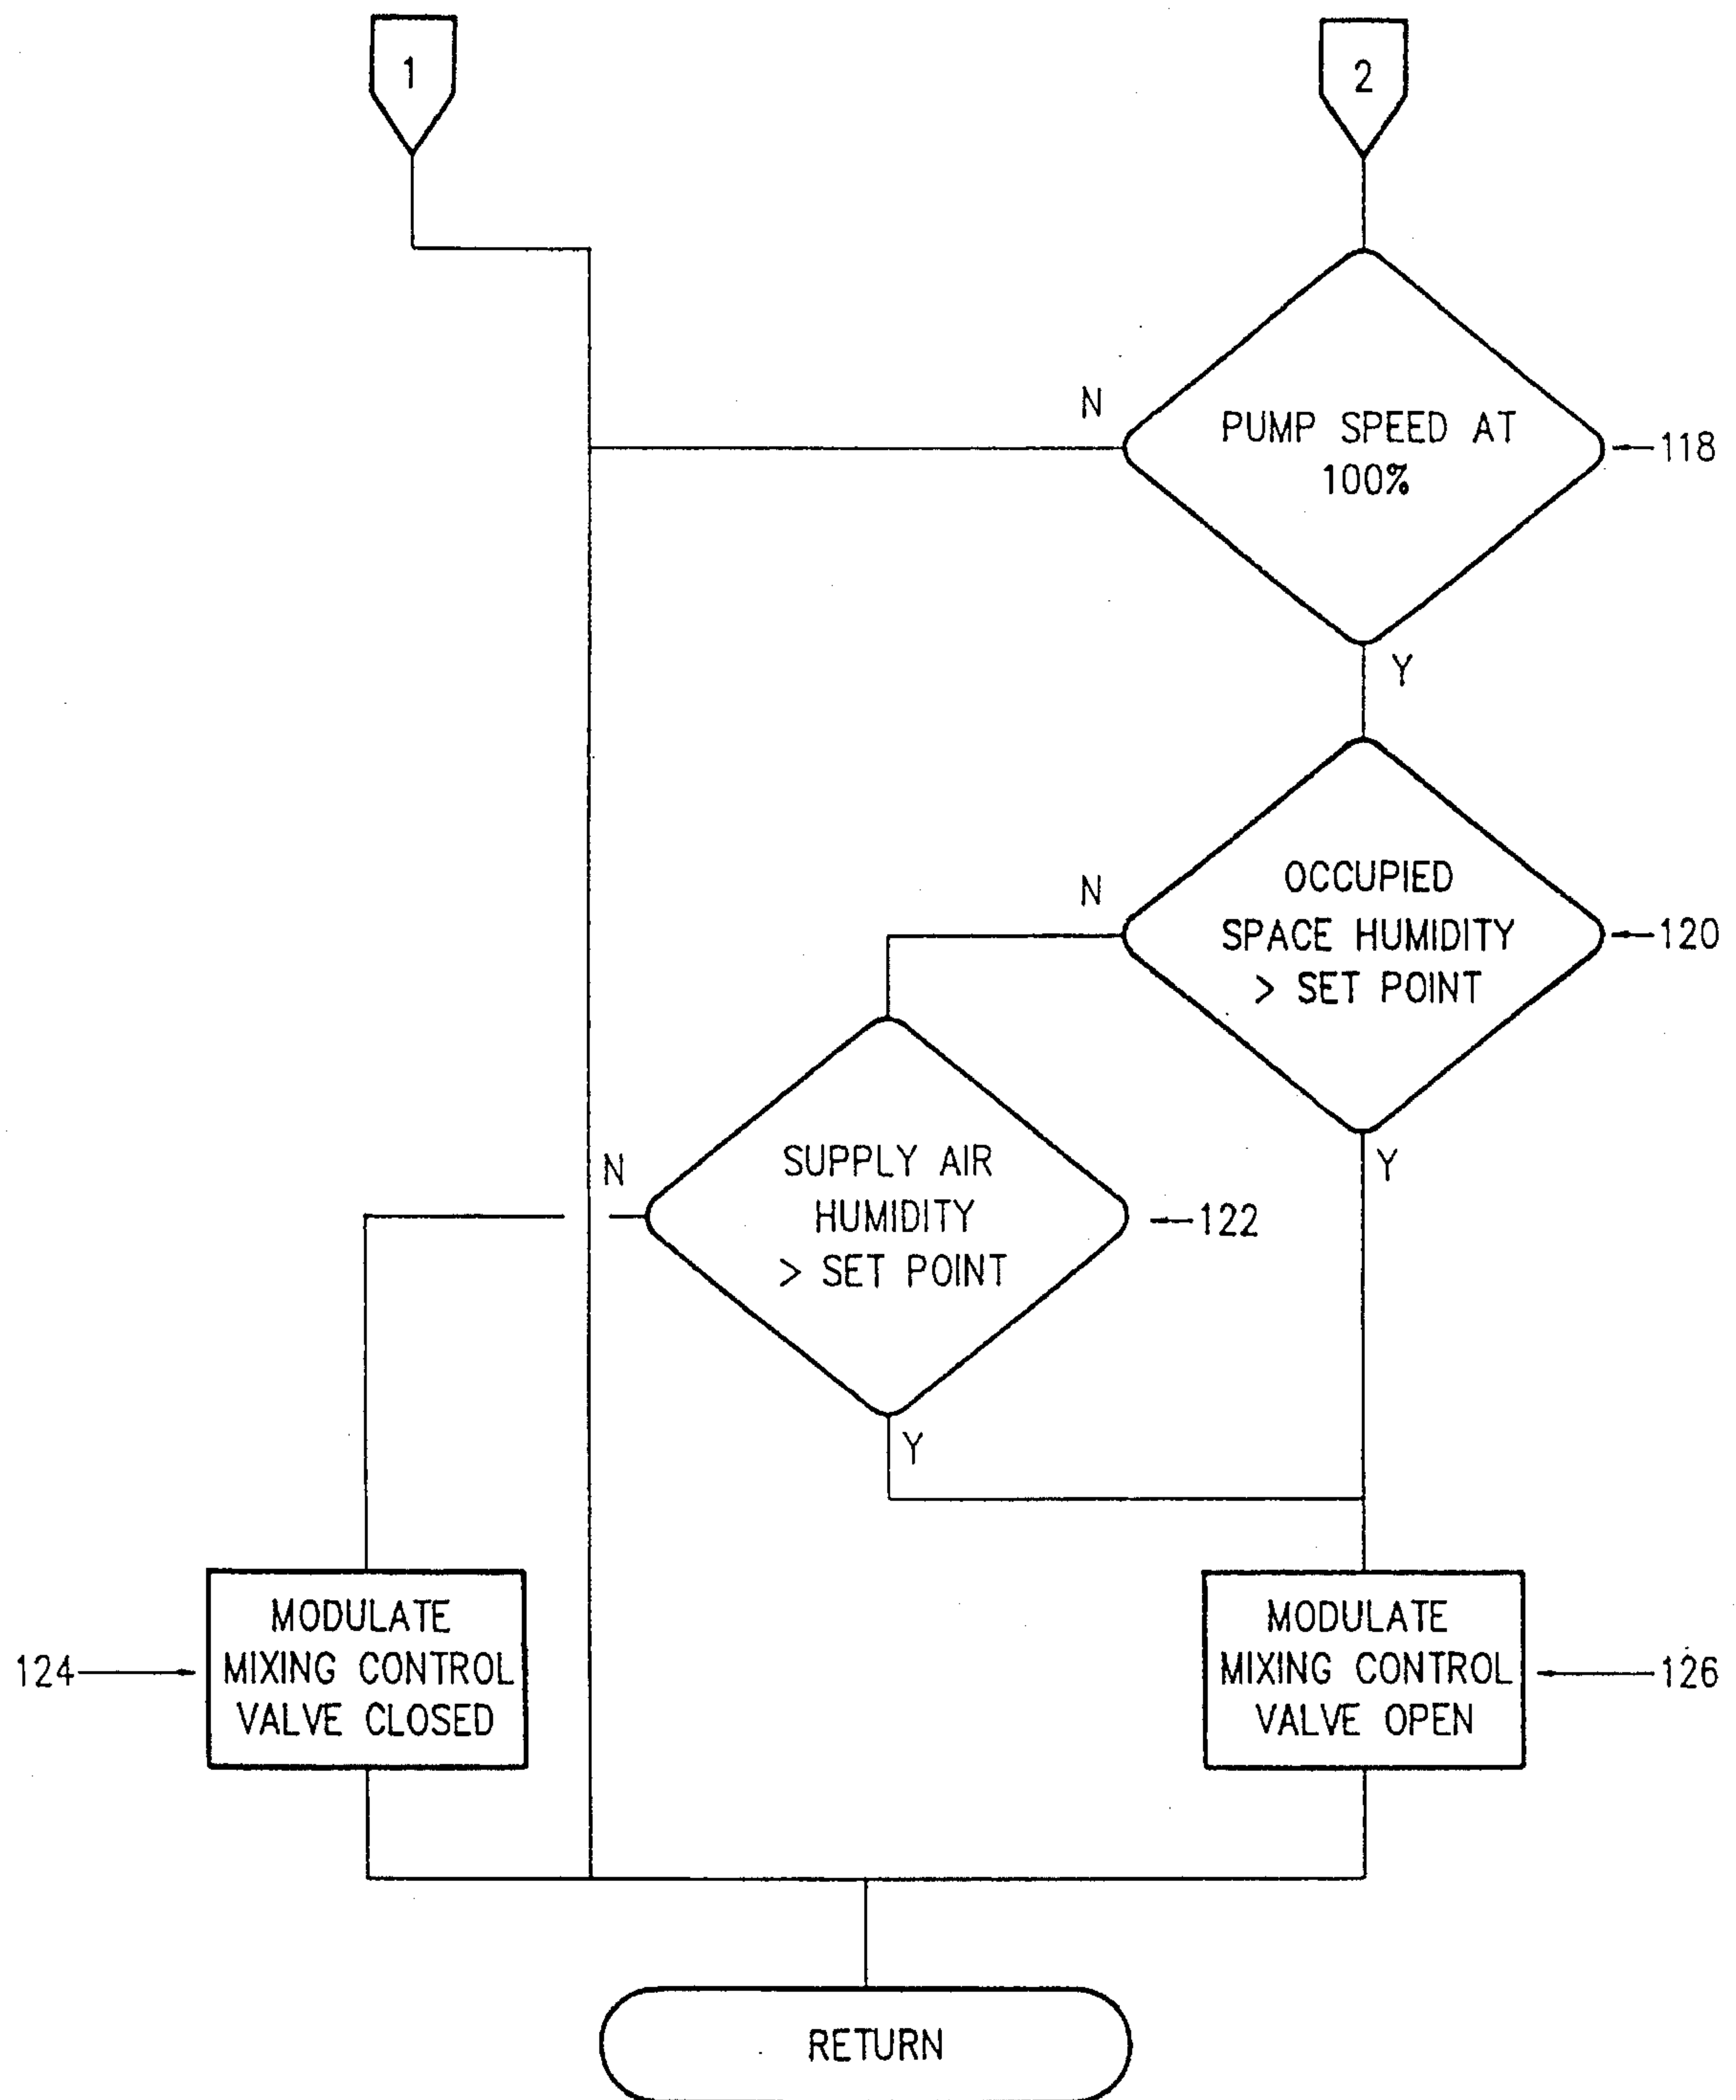 1
2
N
PUMP SPEED AT
100%
118
Y
N
OCCUPIED
SPACE HUMIDITY
> SET POINT
120
Y
N
SUPPLY AIR
HUMIDITY
> SET POINT
122
Y
124
MODULATE
MIXING CONTROL
VALVE CLOSED
MODULATE
MIXING CONTROL
VALVE OPEN
126
RETURN